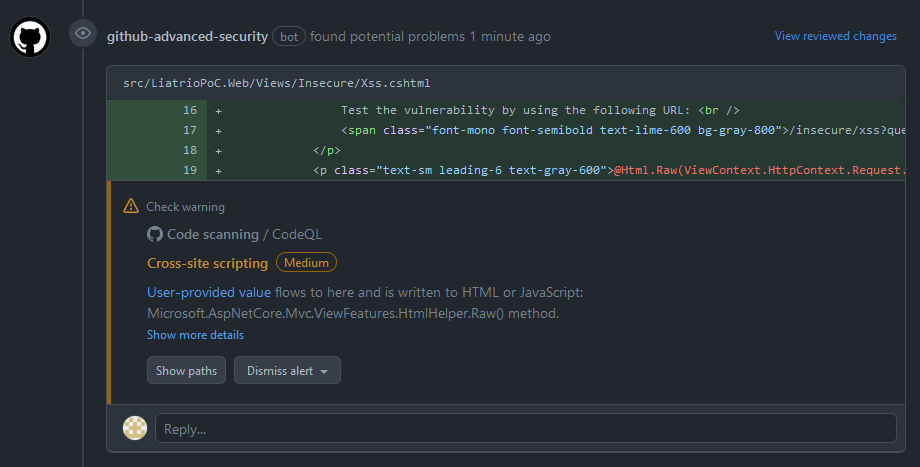 github-advanced-security bot found potential problems 1 minute ago View reviewed changes
src/LiatrioPoC.Web/Views/Insecure/Xss.cshtml
16 + Test the vulnerability by using the following URL: <br />
17 + <span class="font-mono font-semibold text-lime-600 bg-gray-800">/insecure/xss?que
18 + </p>
19 + <p class="text-sm leading-6 text-gray-600">@Html.Raw(ViewContext.HttpContext.Request.
Check warning
Code scanning / CodeQL
Cross-site scripting Medium
User-provided value flows to here and is written to HTML or JavaScript:
Microsoft.AspNetCore.Mvc.ViewFeatures.HtmlHelper.Raw() method.
Show more details
Show paths Dismiss alert
Reply...